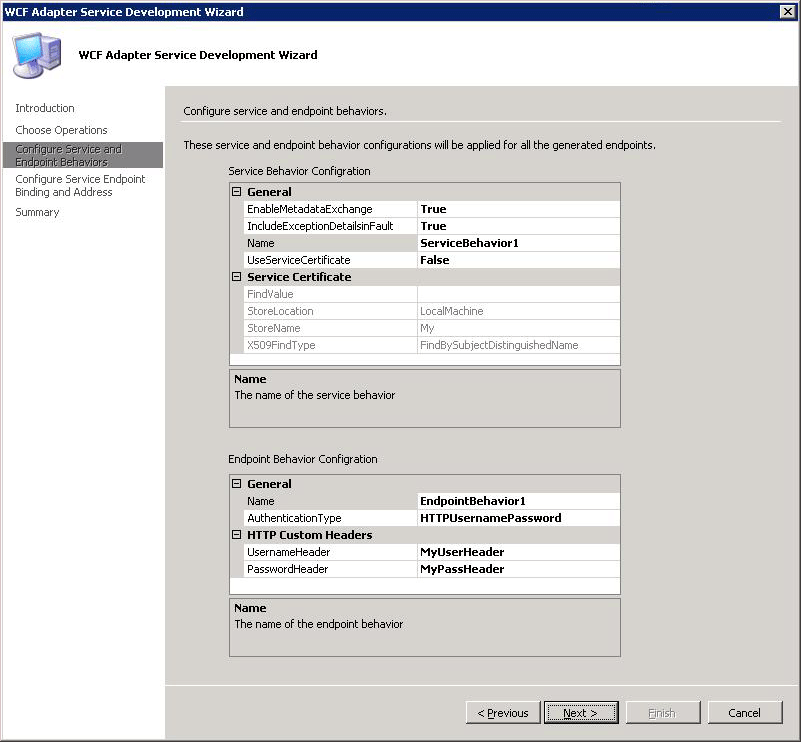 WCF Adapter Service Development Wizard
WCF Adapter Service Development Wizard
Introduction
Choose Operations
Configure Service and
Endpoint Behaviors
Configure Service Endpoint
Binding and Address
Summary
Configure service and endpoint behaviors.
These service and endpoint behavior configurations will be applied for all the generated endpoints.
Service Behavior Configration
General
EnableMetadataExchange True
IncludeExceptionDetailsinFault True
Name ServiceBehavior1
UseServiceCertificate False
Service Certificate
FindValue
StoreLocation LocalMachine
StoreName My
X509FindType FindBySubjectDistinguishedName
Name
The name of the service behavior
Endpoint Behavior Configration
General
Name EndpointBehavior1
AuthenticationType HTTPUsernamePassword
HTTP Custom Headers
UsernameHeader MyUserHeader
PasswordHeader MyPassHeader
Name
The name of the endpoint behavior
< Previous Next > Finish Cancel